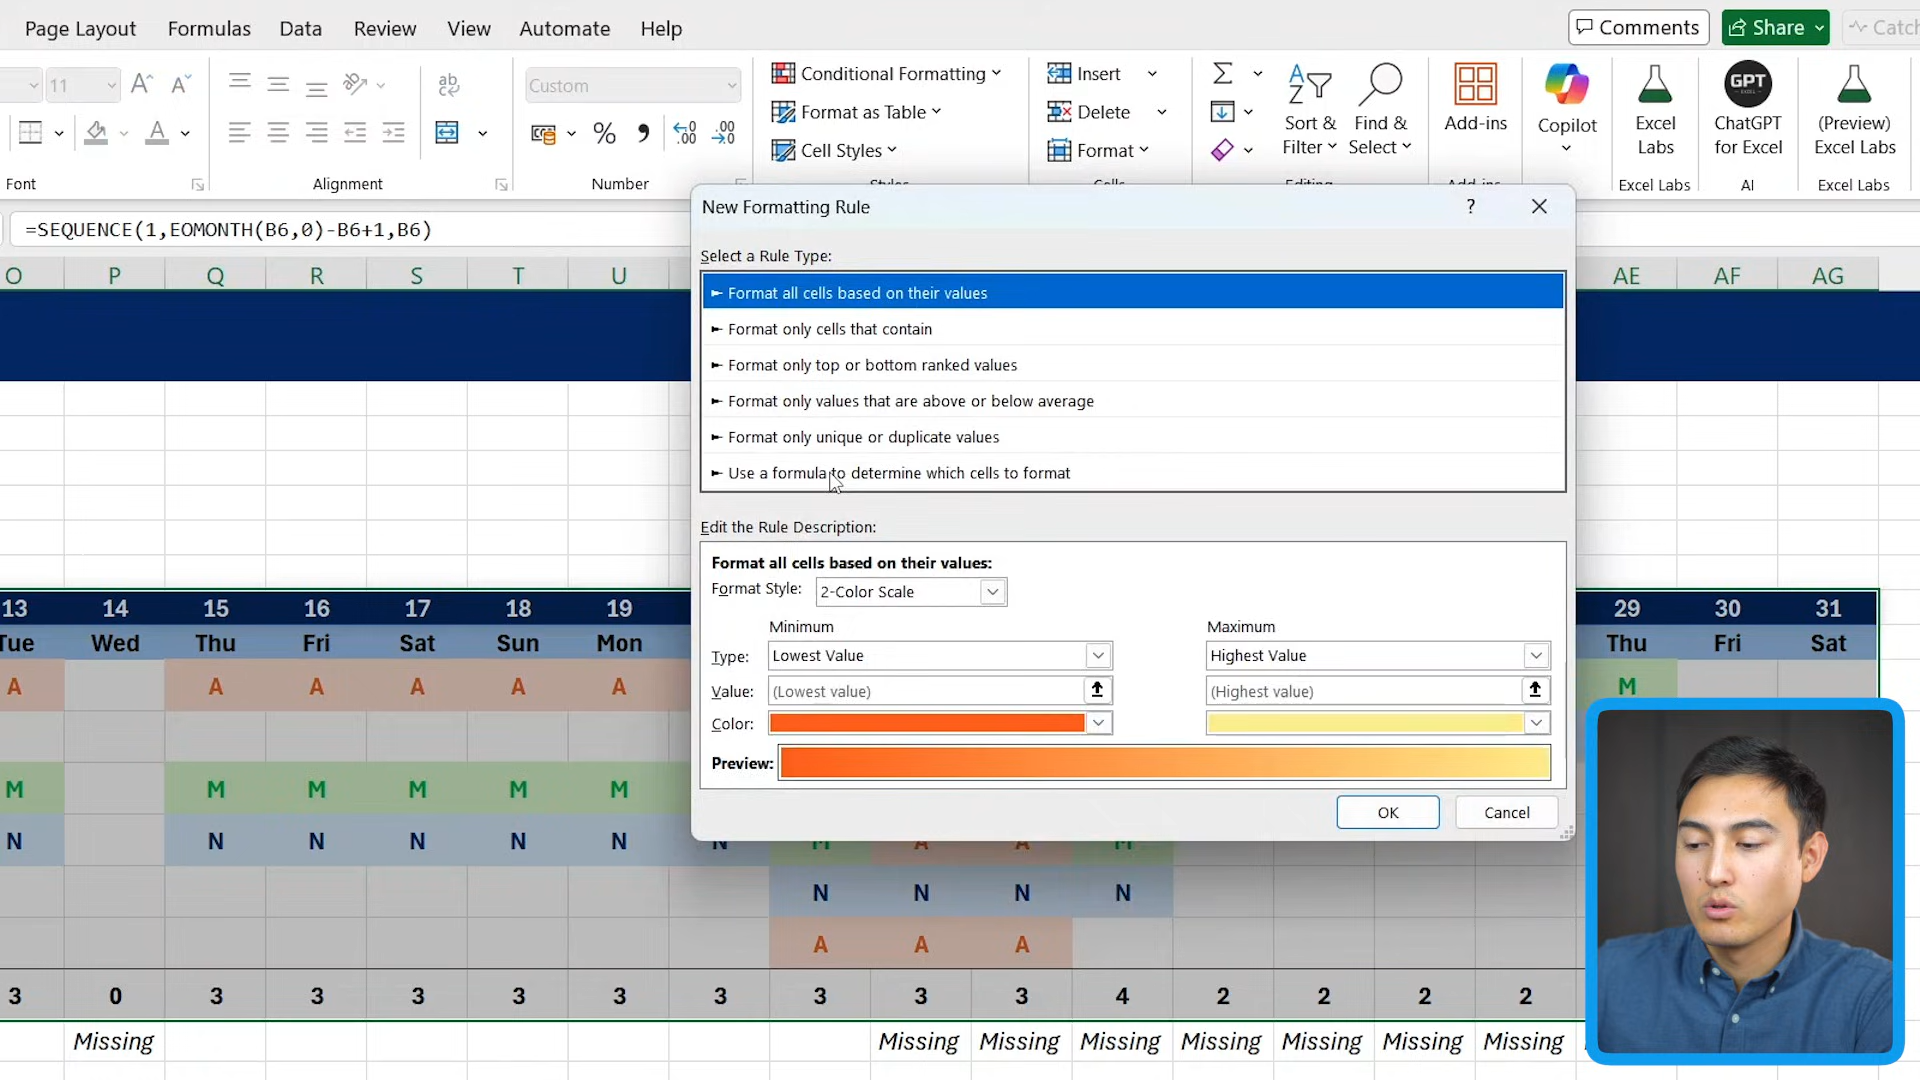 Page Layout Formulas Data Review View Automate Help Comments Share Catch
11 Custom Conditional Formatting Insert
Format as Table Delete
Cell Styles Format
Sort & Filter Find & Select Add-ins Copilot Excel Labs GPT ChatGPT for Excel (Preview) Excel Labs
Font Alignment Number Styles Cells Editing Add-ins Excel Labs AI Excel Labs
=SEQUENCE(1,EOMONTH(B6,0)-B6+1,B6)
O P Q R S T U AE AF AG
New Formatting Rule ?
Select a Rule Type:
► Format all cells based on their values
► Format only cells that contain
► Format only top or bottom ranked values
► Format only values that are above or below average
► Format only unique or duplicate values
► Use a formula to determine which cells to format
Edit the Rule Description:
Format all cells based on their values:
Format Style: 2-Color Scale
Minimum Maximum
Type: Lowest Value Highest Value
Value: (Lowest value) (Highest value)
Color:
Preview:
OK Cancel
13 14 15 16 17 18 19 29 30 31
Tue Wed Thu Fri Sat Sun Mon Thu Fri Sat
A A A A A A M
M M M M M M
N N N N N N N M A A M
N N N N
A A A
3 0 3 3 3 3 3 3 3 3 3 4 2 2 2 2
Missing Missing Missing Missing Missing Missing Missing Missing